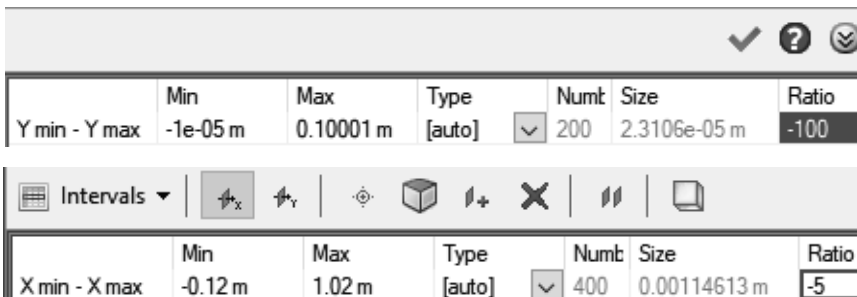 ?
Min Max Type Numb Size Ratio
Y min - Y max -1e-05 m 0.10001 m [auto] 200 2.3106e-05 m -100
Intervals X Y
Min Max Type Numb Size Ratio
X min - X max -0.12 m 1.02 m [auto] 400 0.00114613 m -5